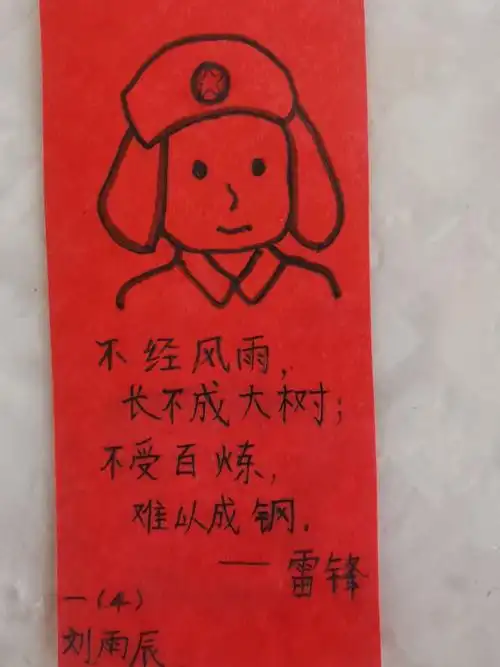 不经风雨，
长不成大树；
不受百炼，
难以成钢．
——雷锋
一（4）
刘雨辰